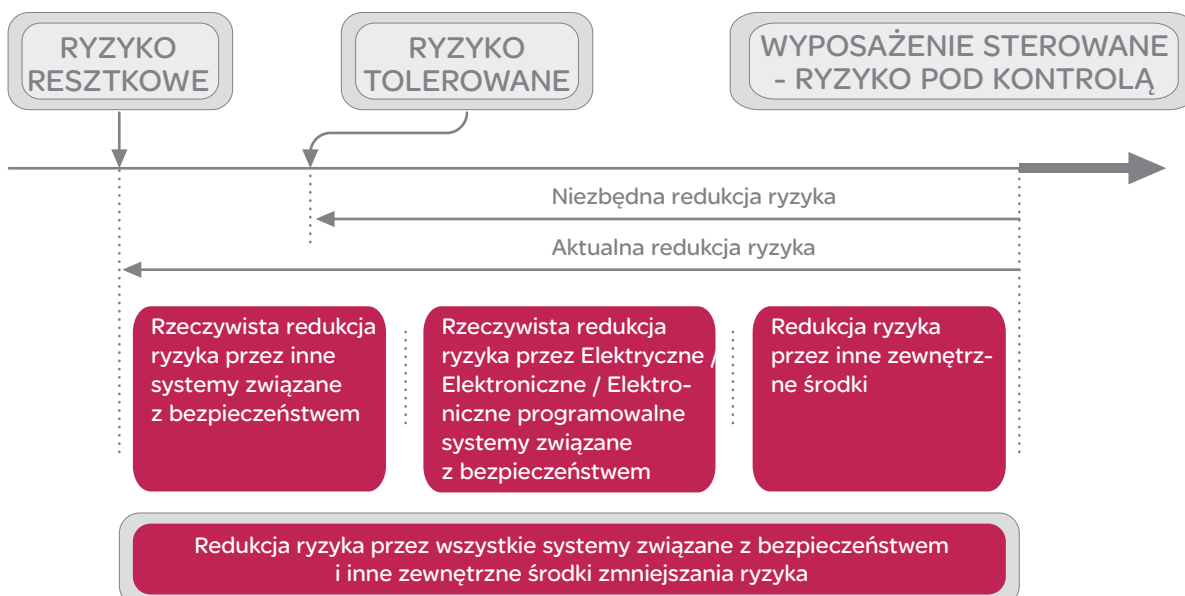 RYZYKO
RESZTKOWE
RYZYKO
TOLEROWANE
WYPOSAŻENIE STEROWANE
- RYZYKO POD KONTROLĄ
Niezbędna redukcja ryzyka
Aktualna redukcja ryzyka
Rzeczywista redukcja
ryzyka przez inne
systemy związane
z bezpieczeństwem
Rzeczywista redukcja
ryzyka przez Elektryczne /
Elektroniczne / Elektro-
niczne programowalne
systemy związane
z bezpieczeństwem
Redukcja ryzyka
przez inne zewnętrz-
ne środki
Redukcja ryzyka przez wszystkie systemy związane z bezpieczeństwem
i inne zewnętrzne środki zmniejszania ryzyka